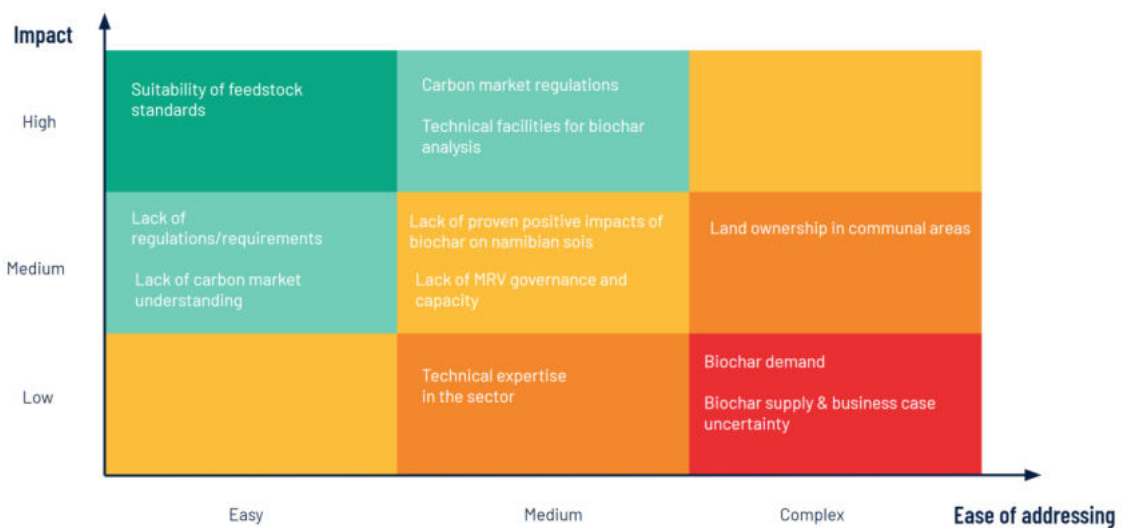 Impact
High
Suitability of feedstock
standards
Carbon market regulations
Technical facilities for biochar
analysis
Medium
Lack of
regulations/requirements
Lack of carbon market
understanding
Lack of proven positive impacts of
biochar on namibian sois
Lack of MRV governance and
capacity
Land ownership in communal areas
Low
Technical expertise
in the sector
Biochar demand
Biochar supply & business case
uncertainty
Easy
Medium
Complex
Ease of addressing